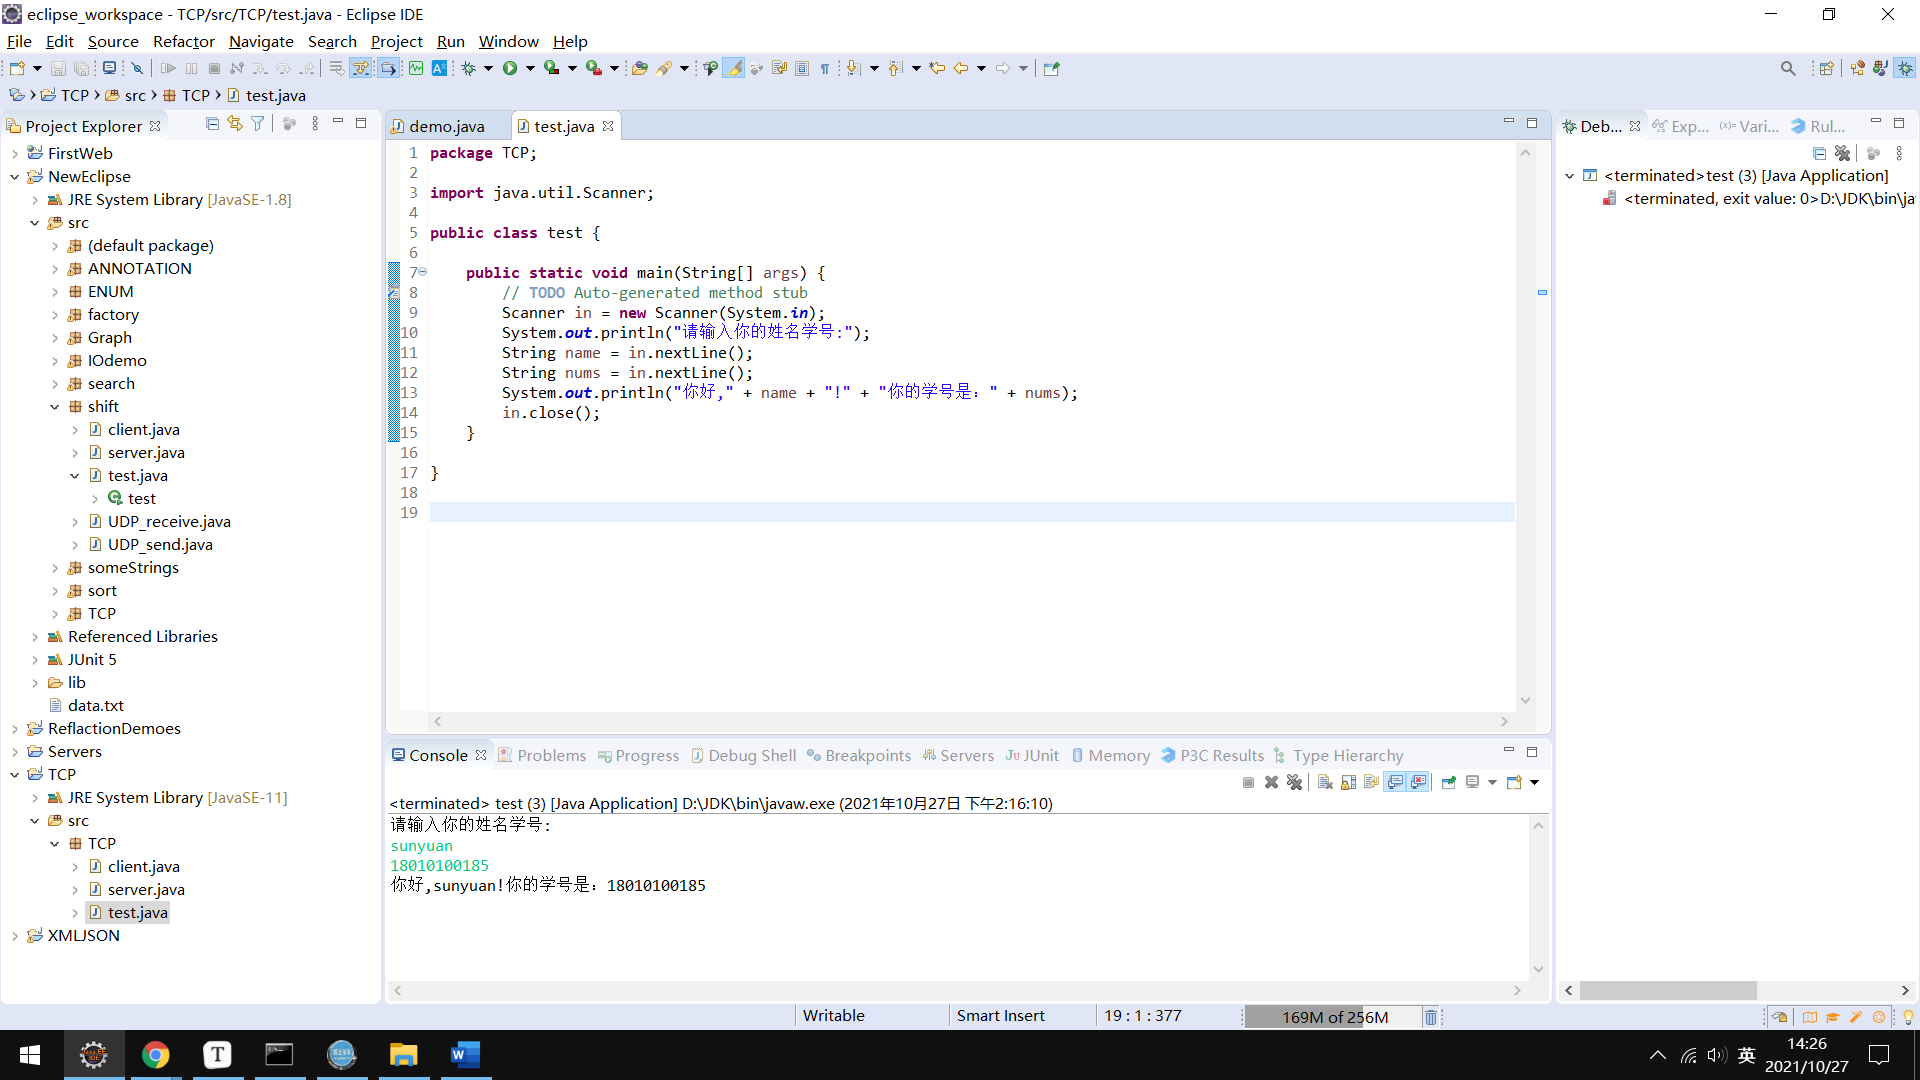 eclipse_workspace - TCP/src/TCP/test.java - Eclipse IDE
File Edit Source Refactor Navigate Search Project Run Window Help
TCP src TCP test.java
Project Explorer
FirstWeb
NewEclipse
JRE System Library [JavaSE-1.8]
src
(default package)
ANNOTATION
ENUM
factory
Graph
IOdemo
search
shift
client.java
server.java
test.java
test
UDP_receive.java
UDP_send.java
someStrings
sort
TCP
Referenced Libraries
JUnit 5
lib
data.txt
ReflactionDemoes
Servers
TCP
JRE System Library [JavaSE-11]
src
TCP
client.java
server.java
test.java
XMLJSON
demo.java test.java
1 package TCP;
2
3 import java.util.Scanner;
4
5 public class test {
6
7 public static void main(String[] args) {
8 // TODO Auto-generated method stub
9 Scanner in = new Scanner(System.in);
10 System.out.println("请输入你的姓名学号:");
11 String name = in.nextLine();
12 String nums = in.nextLine();
13 System.out.println("你好," + name + "!" + "你的学号是：" + nums);
14 in.close();
15 }
16
17 }
18
19
Console Problems Progress Debug Shell Breakpoints Servers JUnit Memory P3C Results Type Hierarchy
<terminated> test (3) [Java Application] D:\JDK\bin\javaw.exe (2021年10月27日 下午2:16:10)
请输入你的姓名学号:
sunyuan
18010100185
你好,sunyuan!你的学号是：18010100185
Deb... Exp... Vari... Rul...
<terminated>test (3) [Java Application]
<terminated, exit value: 0>D:\JDK\bin\ja
Writable Smart Insert 19 : 1 : 377 169M of 256M
英 14:26
2021/10/27